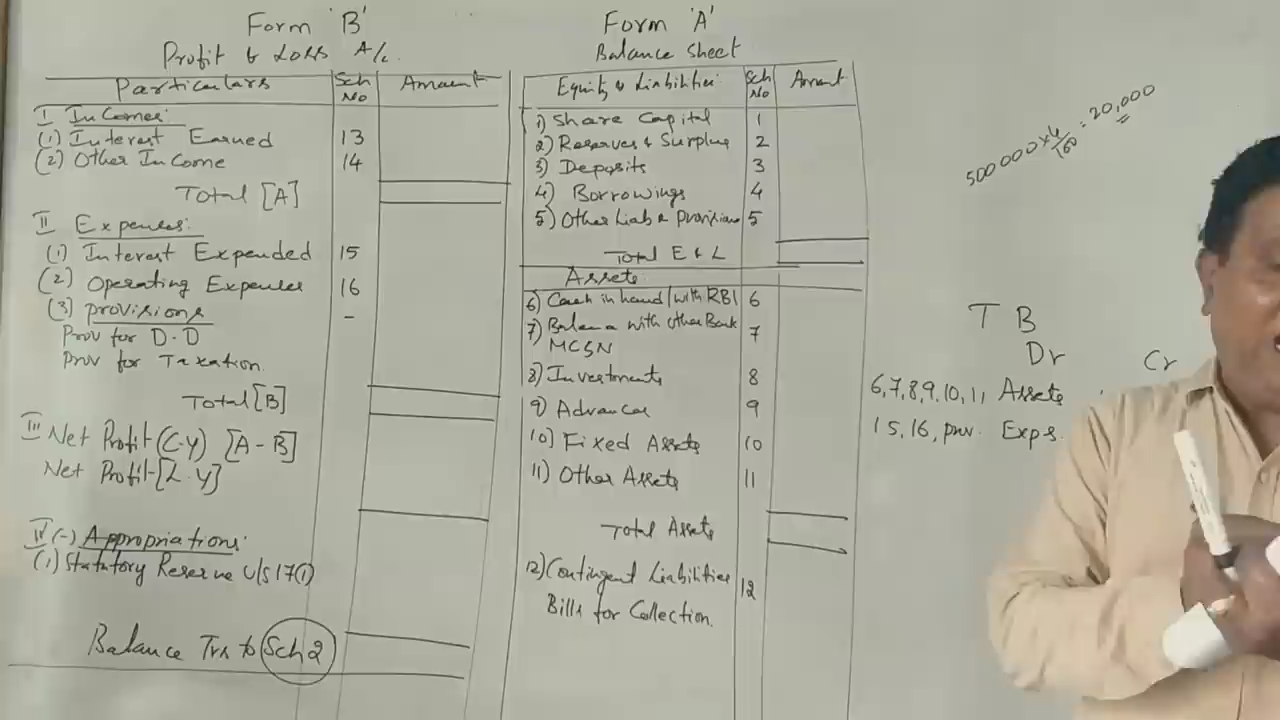 Form 'B'
Profit & Loss A/c.
Particulars Sch No Amount
I Incomes:
(1) Interest Earned 13
(2) Other Income 14
Total [A]
II Expenses:
(1) Interest Expended 15
(2) Operating Expenses 16
(3) provisions -
Prov for D.D
Prov for Taxation.
Total [B]
III Net Profit (C.Y) [A-B]
Net Profit-[L.Y]
IV (-) Appropriations:
(1) Statutory Reserve U/S 17(1)
Balance Trs to Sch 2
Form 'A'
Balance Sheet
Equity & Liabilities Sch No Amount
1) Share Capital 1
2) Reserves & Surplus 2
3) Deposits 3
4) Borrowings 4
5) Other Liab & Provisions 5
Total E & L
Assets
6) Cash in hand/with RBI 6
7) Balance with other Bank 7
MCSN
8) Investments 8
9) Advances 9
10) Fixed Assets 10
11) Other Assets 11
Total Assets
12) Contingent Liabilities 12
Bills for Collection.
500000 x 4/100 = 20,000
T B
Dr Cr
6,7,8,9,10,11 Assets
15,16, prov. Exps.